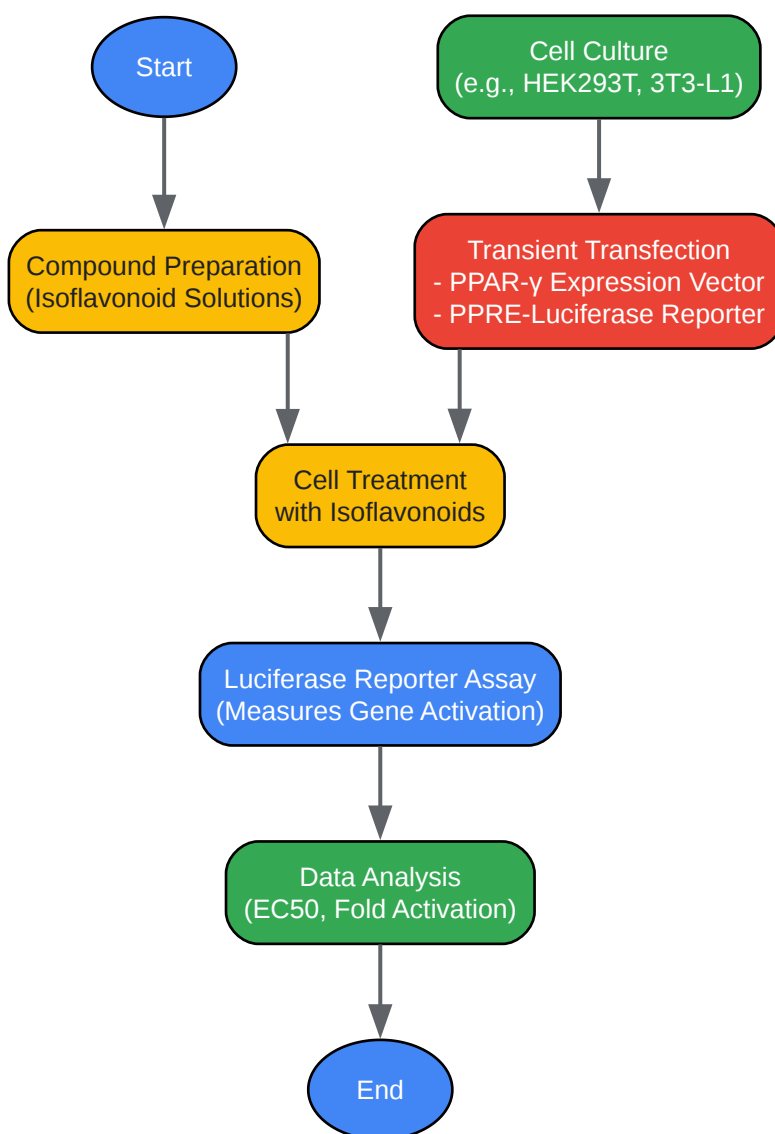 Start
Cell Culture
(e.g., HEK293T, 3T3-L1)
Compound Preparation
(Isoflavonoid Solutions)
Transient Transfection
- PPAR-γ Expression Vector
- PPRE-Luciferase Reporter
Cell Treatment
with Isoflavonoids
Luciferase Reporter Assay
(Measures Gene Activation)
Data Analysis
(EC50, Fold Activation)
End